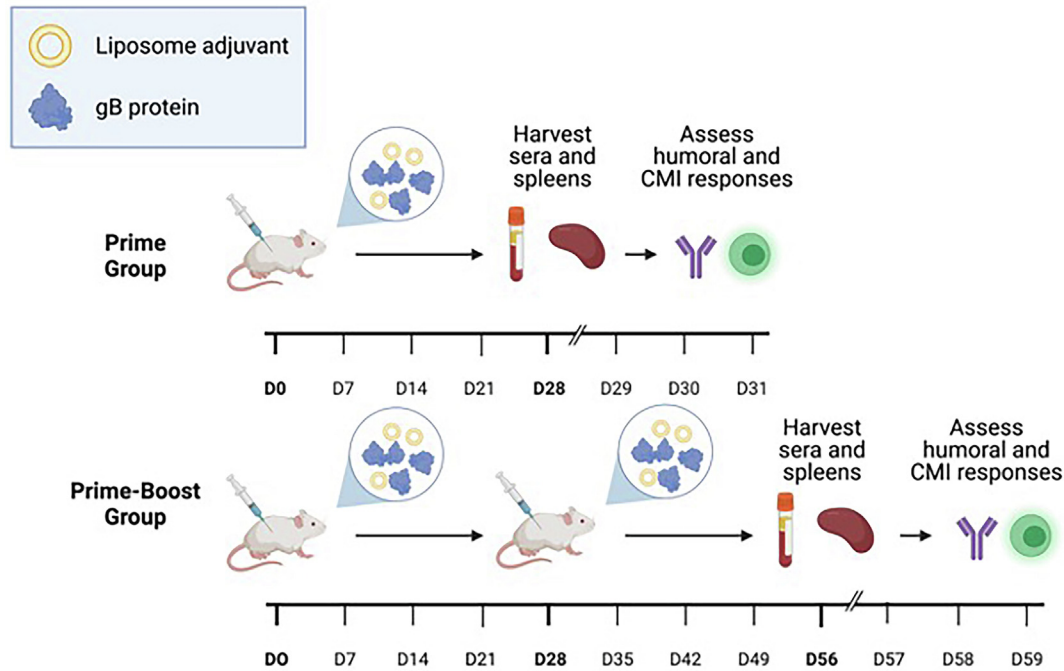 Liposome adjuvant
gB protein
Harvest
sera and
spleens
Assess
humoral and
CMI responses
Prime
Group
D0 D7 D14 D21 D28 D29 D30 D31
Harvest
sera and
spleens
Assess
humoral and
CMI responses
Prime-Boost
Group
D0 D7 D14 D21 D28 D35 D42 D49 D56 D57 D58 D59